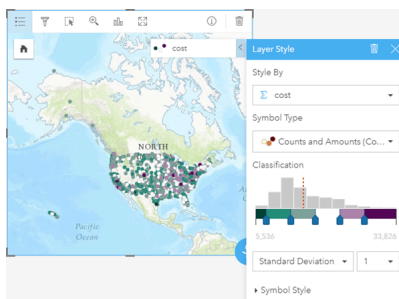 cost
Layer Style
Style By
cost
Symbol Type
Counts and Amounts (Co...
Classification
5,536
33,826
Standard Deviation
1
Symbol Style
NORTH
Pacific
Ocean